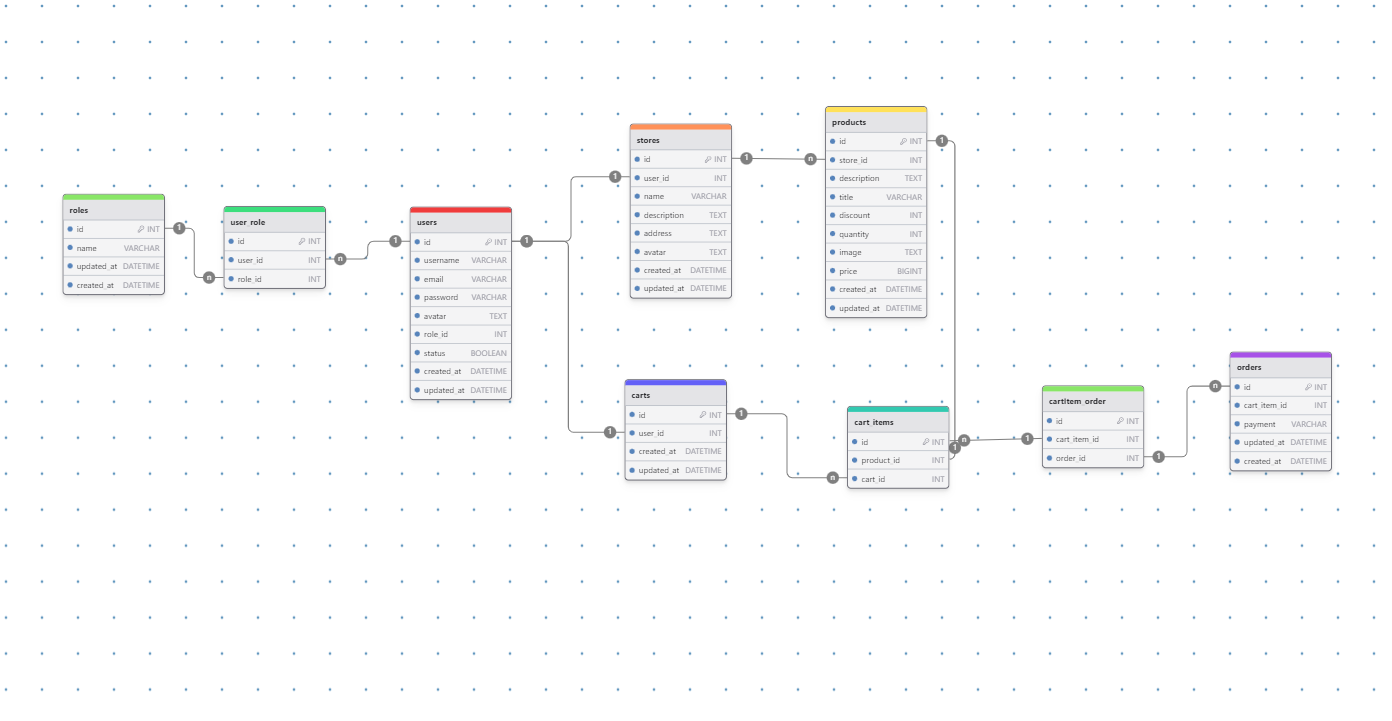 roles
id INT
name VARCHAR
updated_at DATETIME
created_at DATETIME
1
n
user_role
id INT
user_id INT
role_id INT
n
1
users
id INT
username VARCHAR
email VARCHAR
password VARCHAR
avatar TEXT
role_id INT
status BOOLEAN
created_at DATETIME
updated_at DATETIME
1
1
1
stores
id INT
user_id INT
name VARCHAR
description TEXT
address TEXT
avatar TEXT
created_at DATETIME
updated_at DATETIME
1
n
products
id INT
store_id INT
description TEXT
title VARCHAR
discount INT
quantity INT
image TEXT
price BIGINT
created_at DATETIME
updated_at DATETIME
1
carts
id INT
user_id INT
created_at DATETIME
updated_at DATETIME
1
n
cart_items
id INT
product_id INT
cart_id INT
1
n
1
cartItem_order
id INT
cart_item_id INT
order_id INT
1
n
orders
id INT
cart_item_id INT
payment VARCHAR
updated_at DATETIME
created_at DATETIME